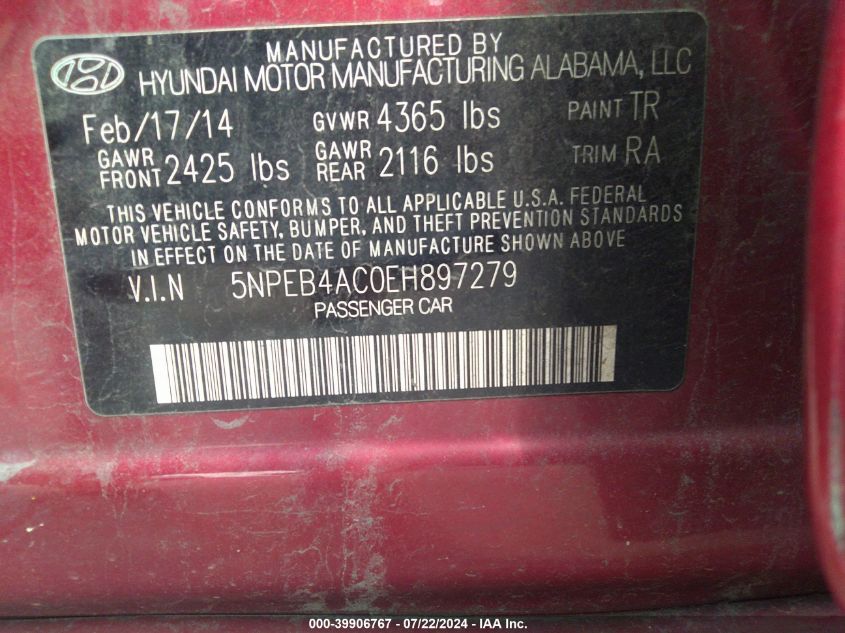 MANUFACTURED BY
HYUNDAI MOTOR MANUFACTURING ALABAMA, LLC
Feb/17/14 GVWR 4365 lbs PAINT TR
GAWR FRONT 2425 lbs GAWR REAR 2116 lbs TRIM RA
THIS VEHICLE CONFORMS TO ALL APPLICABLE U.S.A. FEDERAL
MOTOR VEHICLE SAFETY, BUMPER, AND THEFT PREVENTION STANDARDS
IN EFFECT ON THE DATE OF MANUFACTURE SHOWN ABOVE
V.I.N 5NPEB4AC0EH897279
PASSENGER CAR
000-39906767 - 07/22/2024 - IAA Inc.